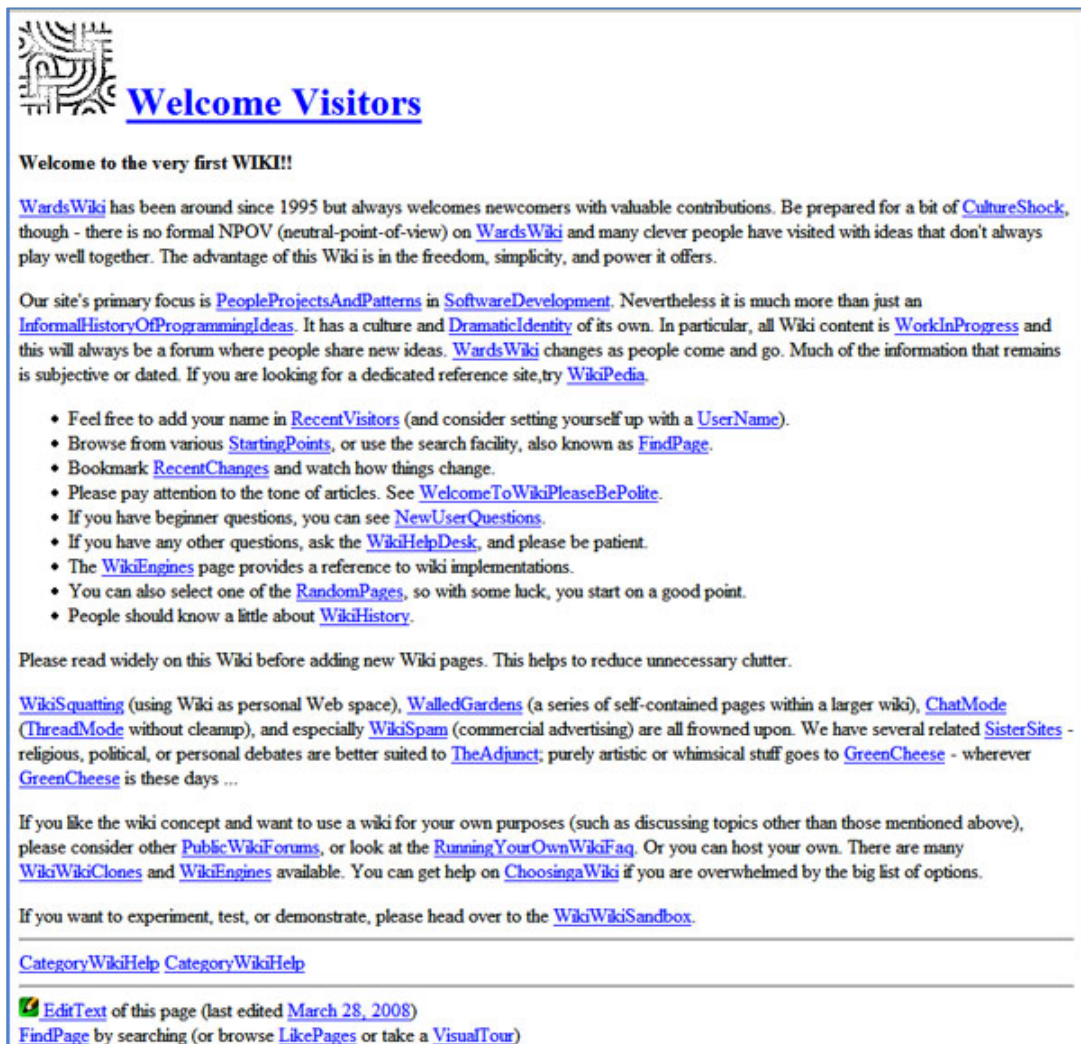 Welcome Visitors
Welcome to the very first WIKI!!
WardsWiki has been around since 1995 but always welcomes newcomers with valuable contributions. Be prepared for a bit of CultureShock,
though - there is no formal NPOV (neutral-point-of-view) on WardsWiki and many clever people have visited with ideas that don't always
play well together. The advantage of this Wiki is in the freedom, simplicity, and power it offers.
Our site's primary focus is PeopleProjectsAndPatterns in SoftwareDevelopment. Nevertheless it is much more than just an
InformalHistoryOfProgrammingIdeas. It has a culture and DramaticIdentity of its own. In particular, all Wiki content is WorkInProgress and
this will always be a forum where people share new ideas. WardsWiki changes as people come and go. Much of the information that remains
is subjective or dated. If you are looking for a dedicated reference site,try WikiPedia.
• Feel free to add your name in RecentVisitors (and consider setting yourself up with a UserName).
• Browse from various StartingPoints, or use the search facility, also known as FindPage.
• Bookmark RecentChanges and watch how things change.
• Please pay attention to the tone of articles. See WelcomeToWikiPleaseBePolite.
• If you have beginner questions, you can see NewUserQuestions.
• If you have any other questions, ask the WikiHelpDesk, and please be patient.
• The WikiEngines page provides a reference to wiki implementations.
• You can also select one of the RandomPages, so with some luck, you start on a good point.
• People should know a little about WikiHistory.
Please read widely on this Wiki before adding new Wiki pages. This helps to reduce unnecessary clutter.
WikiSquatting (using Wiki as personal Web space), WalledGardens (a series of self-contained pages within a larger wiki), ChatMode
(ThreadMode without cleanup), and especially WikiSpam (commercial advertising) are all frowned upon. We have several related SisterSites -
religious, political, or personal debates are better suited to TheAdjunct; purely artistic or whimsical stuff goes to GreenCheese - wherever
GreenCheese is these days ...
If you like the wiki concept and want to use a wiki for your own purposes (such as discussing topics other than those mentioned above),
please consider other PublicWikiForums, or look at the RunningYourOwnWikiFaq. Or you can host your own. There are many
WikiWikiClones and WikiEngines available. You can get help on ChoosingaWiki if you are overwhelmed by the big list of options.
If you want to experiment, test, or demonstrate, please head over to the WikiWikiSandbox.
CategoryWikiHelp CategoryWikiHelp
EditText of this page (last edited March 28, 2008)
FindPage by searching (or browse LikePages or take a VisualTour)